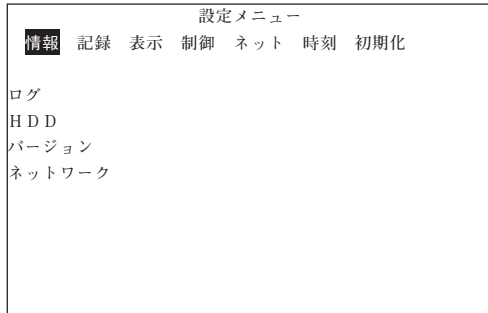 設定メニュー
情報 記録 表示 制御 ネット 時刻 初期化
ログ
ＨＤＤ
バージョン
ネットワーク